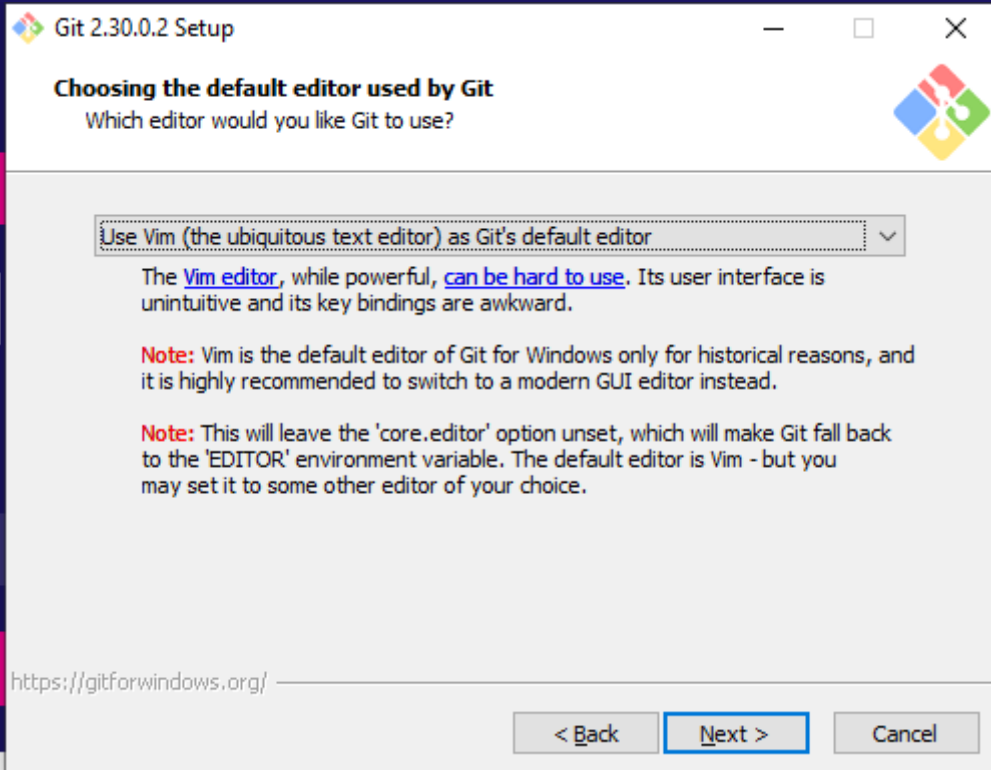 Git 2.30.0.2 Setup
Choosing the default editor used by Git
Which editor would you like Git to use?
Use Vim (the ubiquitous text editor) as Git's default editor
The Vim editor, while powerful, can be hard to use. Its user interface is
unintuitive and its key bindings are awkward.
Note: Vim is the default editor of Git for Windows only for historical reasons, and
it is highly recommended to switch to a modern GUI editor instead.
Note: This will leave the 'core.editor' option unset, which will make Git fall back
to the 'EDITOR' environment variable. The default editor is Vim - but you
may set it to some other editor of your choice.
https://gitforwindows.org/
< Back
Next >
Cancel